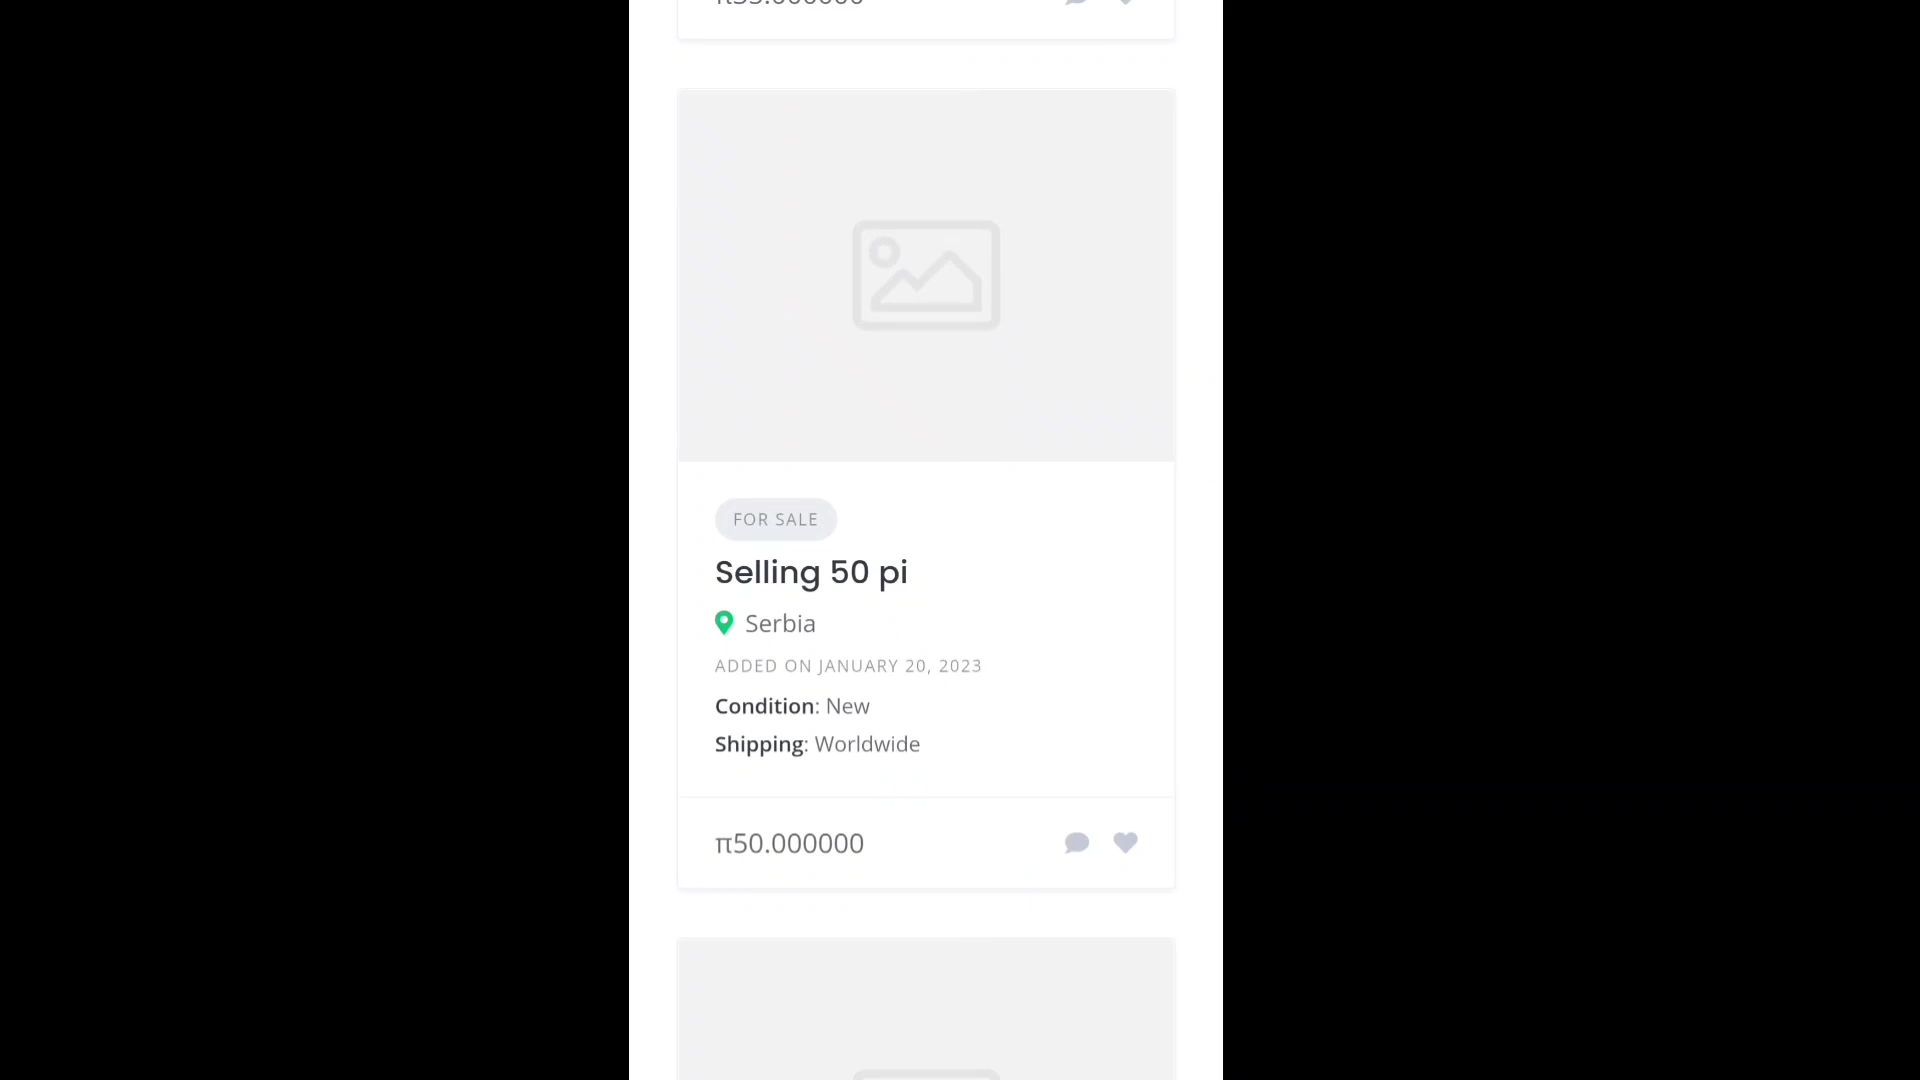 FOR SALE
Selling 50 pi
Serbia
ADDED ON JANUARY 20, 2023
Condition: New
Shipping: Worldwide
π50.000000